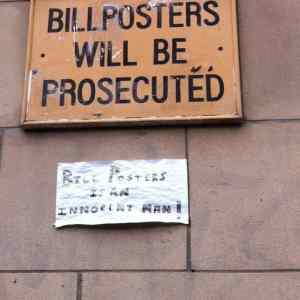 BILLPOSTERS
WILL BE
PROSECUTED
BILL POSTERS
IS AN
INNOCENT MAN!